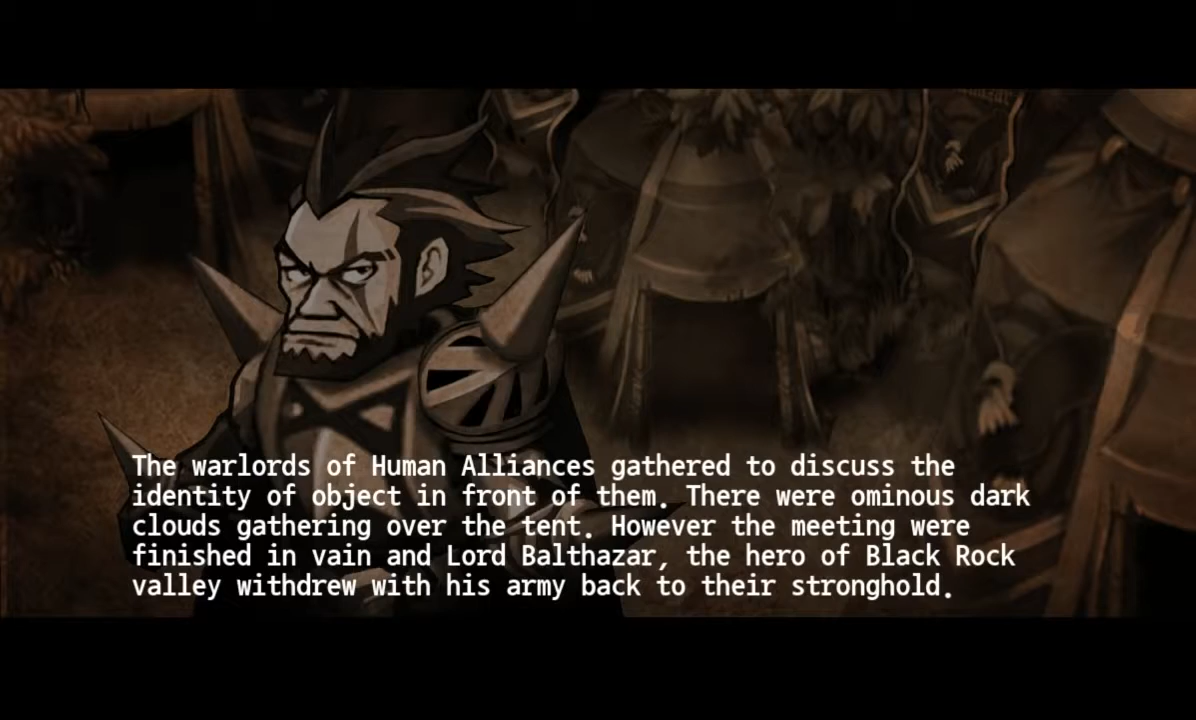 The warlords of Human Alliances gathered to discuss the
identity of object in front of them. There were ominous dark
clouds gathering over the tent. However the meeting were
finished in vain and Lord Balthazar, the hero of Black Rock
valley withdrew with his army back to their stronghold.